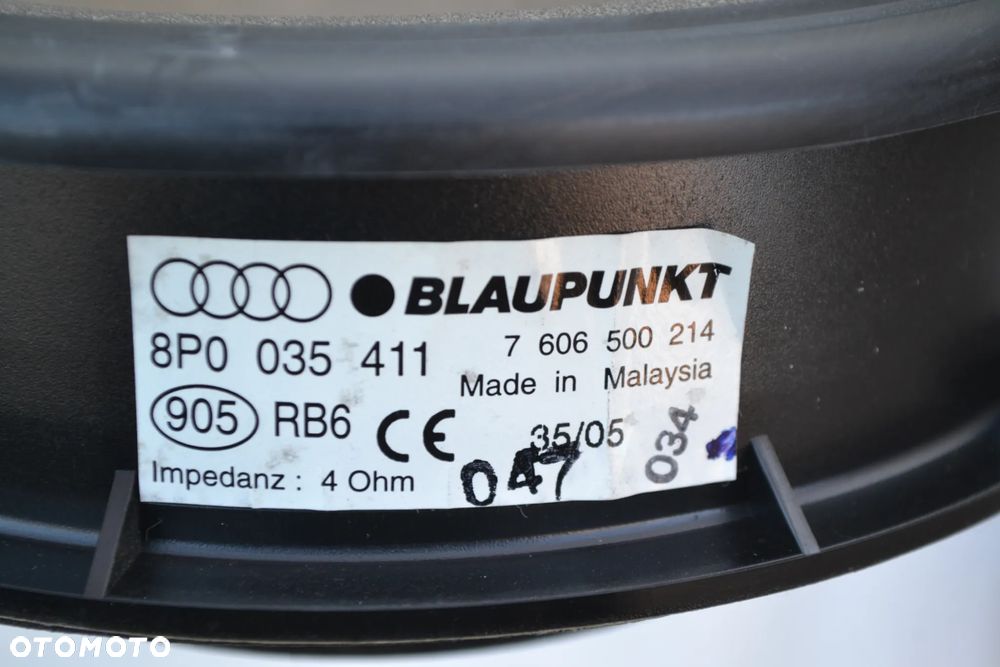 BLAUPUNKT
8P0 035 411 7 606 500 214
Made in Malaysia
905 RB6 CE 35/05
Impedanz : 4 Ohm
047
034
OTOMOTO